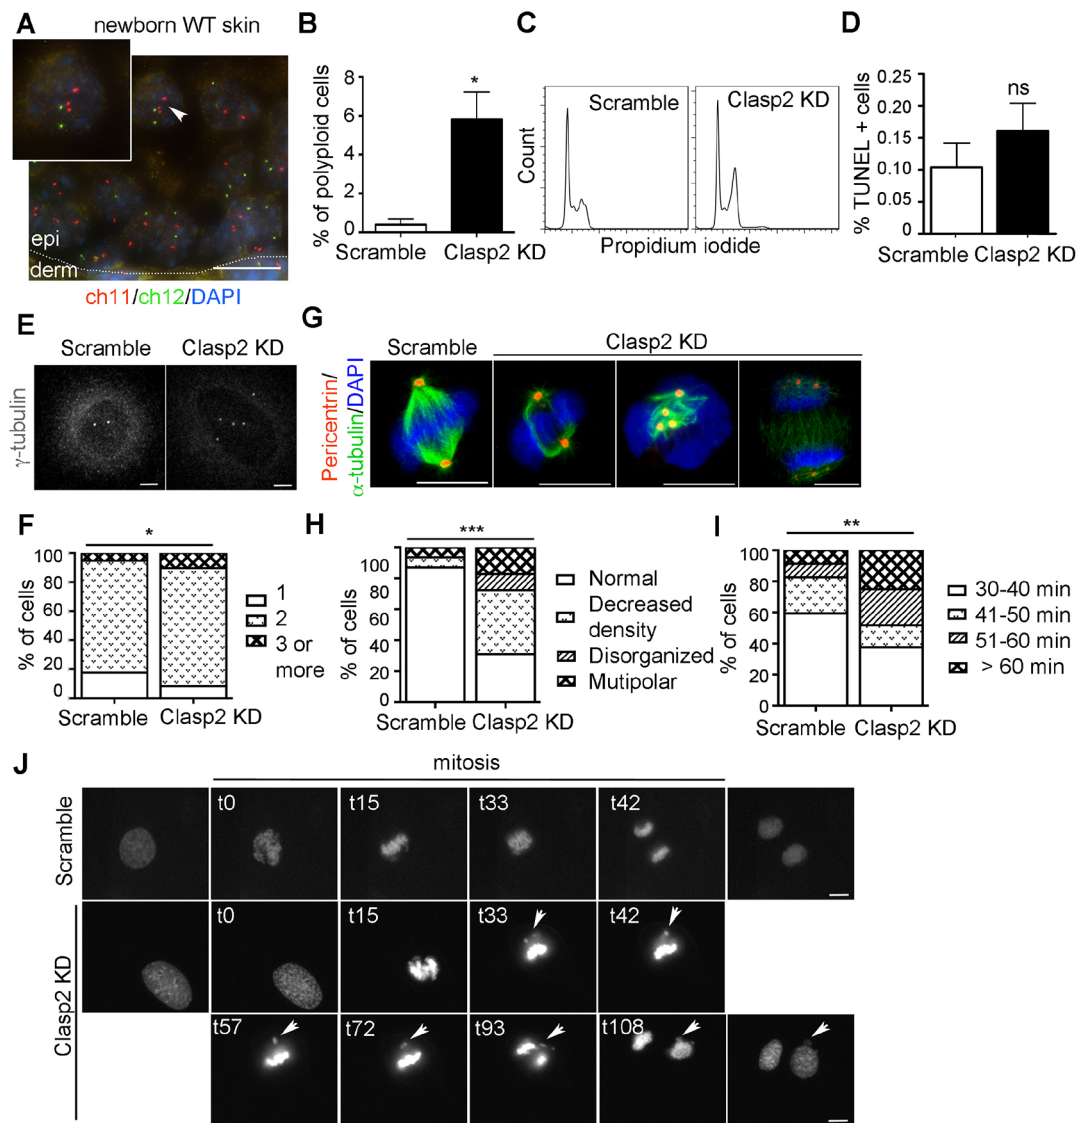 A
newborn WT skin
epi
derm
ch11/ch12/DAPI
B
% of polyploid cells
8
6
4
2
0
Scramble
Clasp2 KD
*
C
Count
Scramble
Clasp2 KD
Propidium iodide
D
% TUNEL + cells
0.25
0.20
0.15
0.10
0.05
0
ns
Scramble
Clasp2 KD
E
Scramble
Clasp2 KD
γ-tubulin
G
Clasp2 KD
Scramble
Pericentrin/
α-tubulin/DAPI
F
*
% of cells
100
80
60
40
20
0
Scramble
Clasp2 KD
1
2
3 or
more
H
***
% of cells
100
80
60
40
20
0
Scramble
Clasp2 KD
Normal
Decreased
density
Disorganized
Mutipolar
I
**
% of cells
100
80
60
40
20
0
Scramble
Clasp2 KD
30-40 min
41-50 min
51-60 min
> 60 min
J
mitosis
Scramble
t0
t15
t33
t42
Clasp2 KD
t0
t15
t33
t42
t57
t72
t93
t108